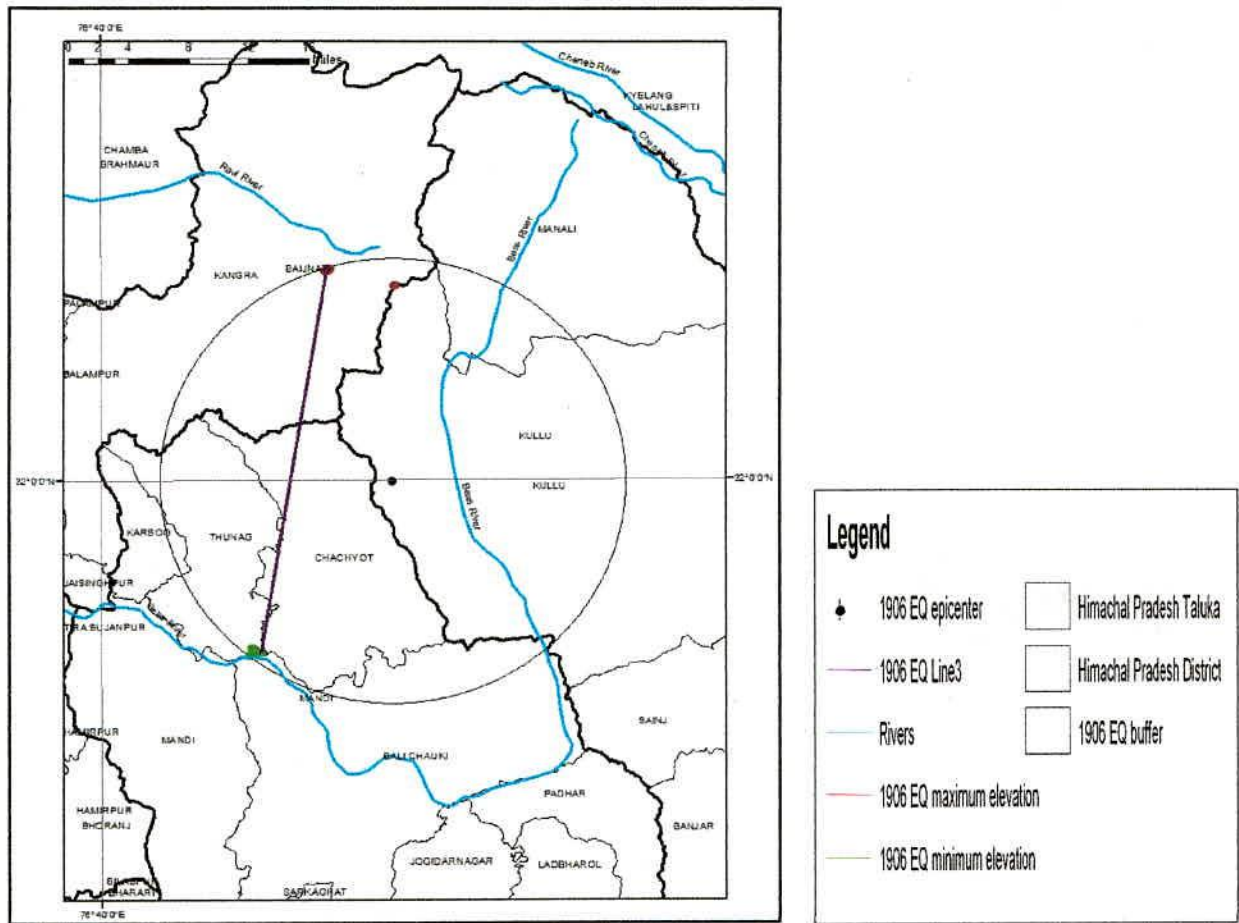 76°40'0"E
0 2 4 8 12
Miles
Cheneb River
KYELANG
LAHUL&SPITI
CHAMBA
BRAHMAUR
Ravi River
Beas River
MANALI
KANGRA
PALAMPUR
BALAMPUR
KULLU
32°0'0"N
KULLU
32°0'0"N
Beas River
KARSOG
THUNAG
CHACHYOT
JAISINGHPUR
TIRA SUJANPUR
MANDI
SAINJ
HAMIRPUR
MANDI
BALICHAUKI
PADHAR
HAMIRPUR
BHORANJ
BANJAR
JOGIDARNAGAR
LADBHAROL
SARKAGHAT
76°40'0"E
Legend
1906 EQ epicenter
Himachal Pradesh Taluka
1906 EQ Line3
Himachal Pradesh District
Rivers
1906 EQ buffer
1906 EQ maximum elevation
1906 EQ minimum elevation